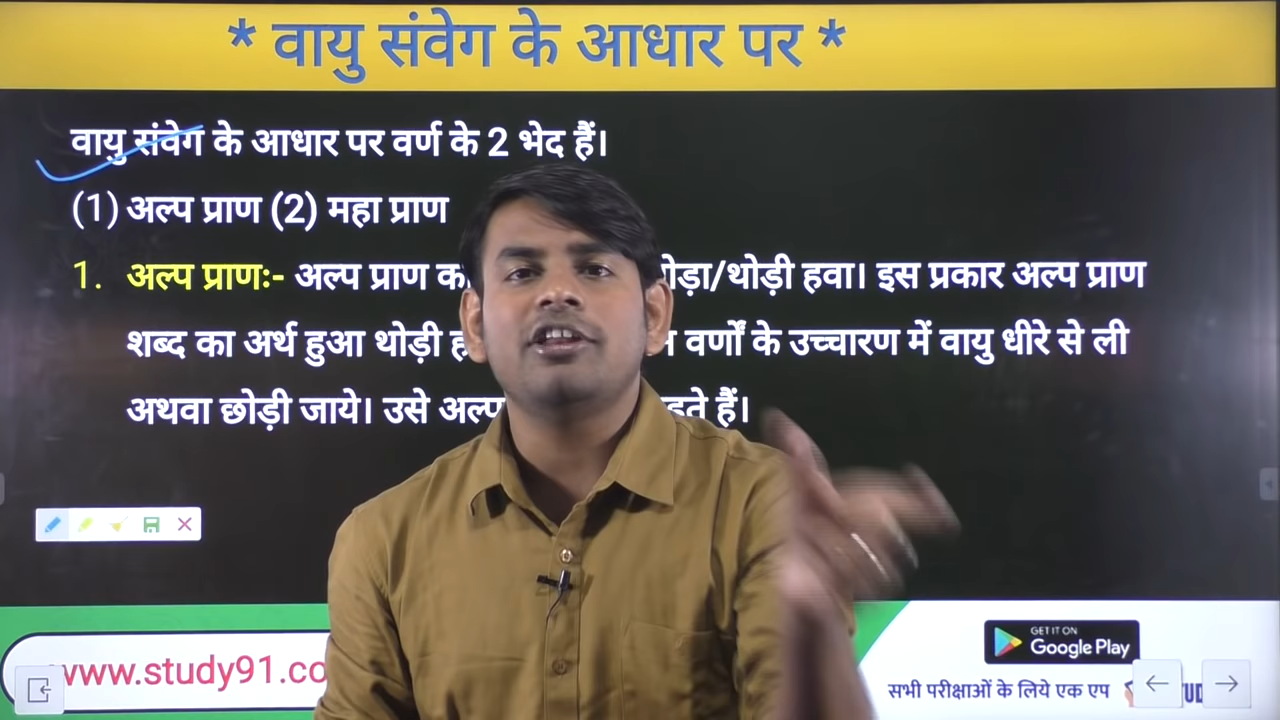 * वायु संवेग के आधार पर *
वायु संवेग के आधार पर वर्ण के 2 भेद हैं।
(1) अल्प प्राण (2) महा प्राण
1. अल्प प्राणः- अल्प प्राण का थोड़ा/थोड़ी हवा। इस प्रकार अल्प प्राण
शब्द का अर्थ हुआ थोड़ी वर्णों के उच्चारण में वायु धीरे से ली
अथवा छोड़ी जाये। उसे अल्प हैं।
www.study91.co
GET IT ON
Google Play
सभी परीक्षाओं के लिये एक एप